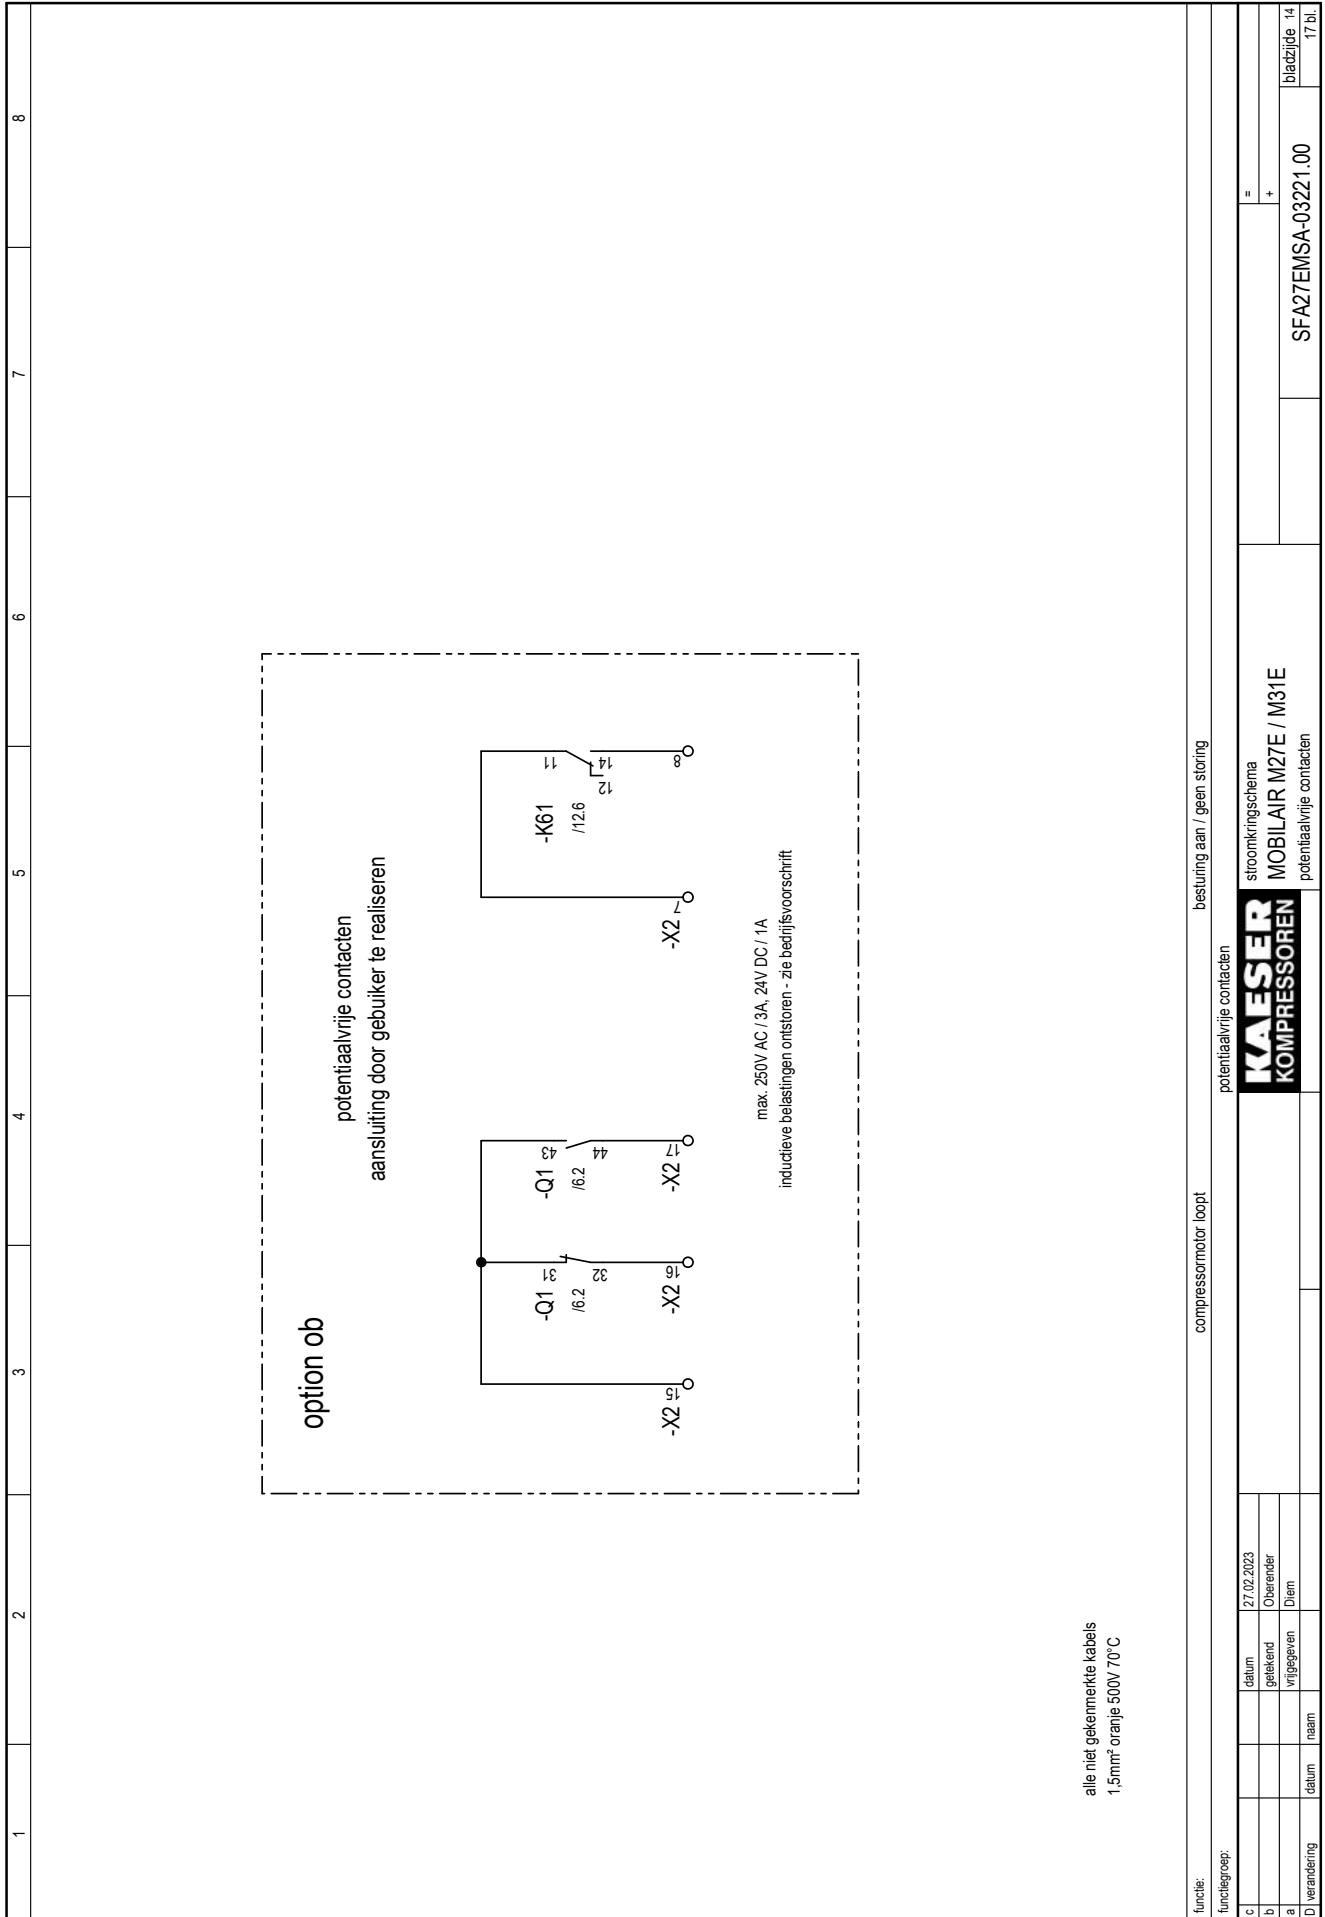 1 2 3 4 5 6 7 8
option ob
potentiaalvrije contacten
aansluiting door gebuiker te realiseren
-Q1
/6.2
31
32
-Q1
/6.2
43
44
-K61
/12.6
11
14
12
-X2 15
-X2 16
-X2 17
-X2 7
8
max. 250V AC / 3A, 24V DC / 1A
inductieve belastingen ontstoren - zie bedrijfsvoorschrift
alle niet gekenmerkte kabels
1,5mm² oranje 500V 70°C
functie: compressormotor loopt besturing aan / geen storing
functiegroep: potentiaalvrije contacten
c datum 27.02.2023
b getekend Oberender
a vrijgegeven Diem
D verandering datum naam
KAESER
KOMPRESSOREN
stroomkringschema
MOBILAIR M27E / M31E
potentiaalvrije contacten
=
+
SFA27EMSA-03221.00
bladzijde 14
17 bl.